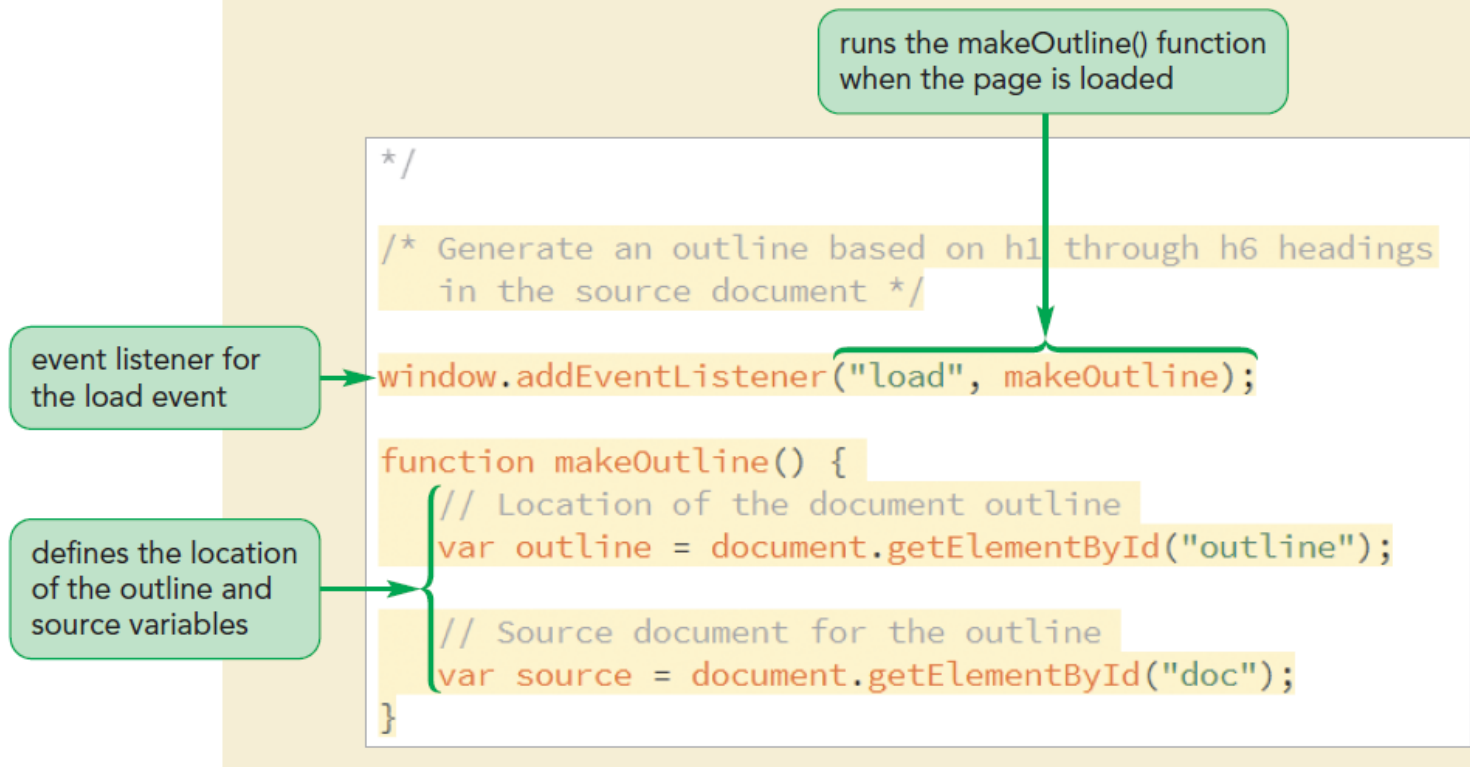 runs the makeOutline() function
when the page is loaded
*/
/* Generate an outline based on h1 through h6 headings
in the source document */
event listener for
the load event
window.addEventListener("load", makeOutline);
function makeOutline() {
// Location of the document outline
var outline = document.getElementById("outline");
defines the location
of the outline and
source variables
// Source document for the outline
var source = document.getElementById("doc");
}